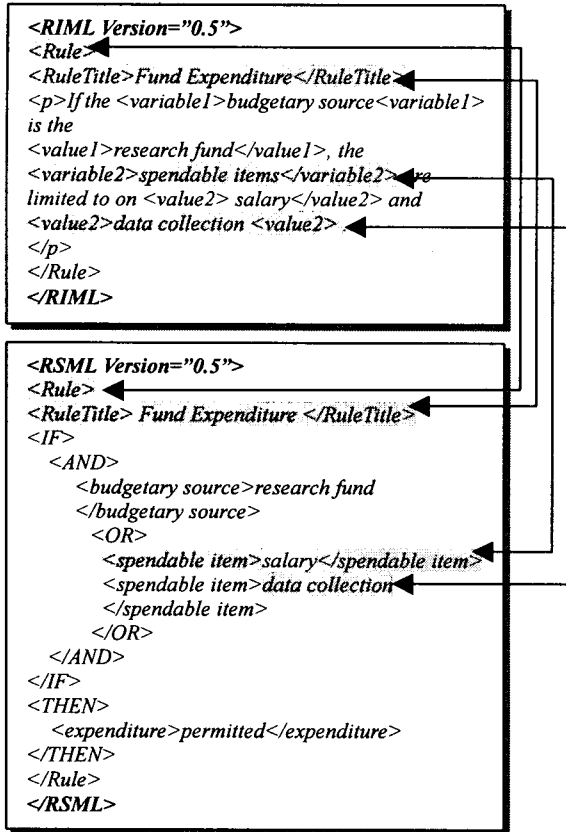 <RIML Version="0.5">
<Rule>
<RuleTitle>Fund Expenditure</RuleTitle>
<p>If the <variable1>budgetary source<variable1>
is the
<value1>research fund</value1>, the
<variable2>spendable items</variable2> are
limited to on <value2> salary</value2> and
<value2>data collection <value2>
</p>
</Rule>
</RIML>
<RSML Version="0.5">
<Rule>
<RuleTitle> Fund Expenditure </RuleTitle>
<IF>
<AND>
<budgetary source>research fund
</budgetary source>
<OR>
<spendable item>salary</spendable item>
<spendable item>data collection
</spendable item>
</OR>
</AND>
</IF>
<THEN>
<expenditure>permitted</expenditure>
</THEN>
</Rule>
</RSML>